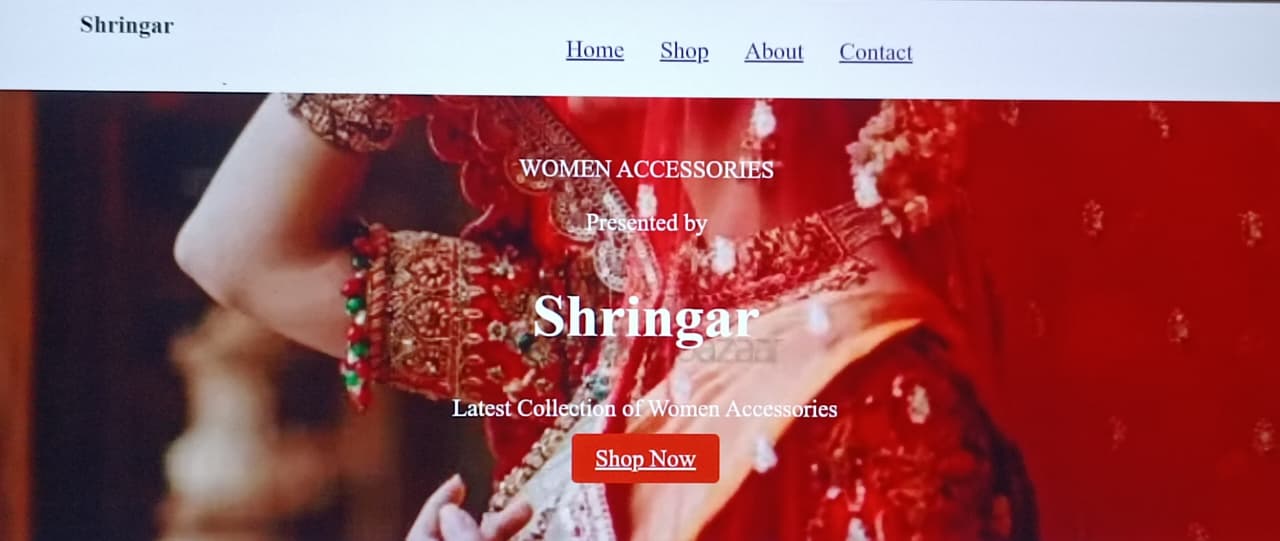 Shringar
Home Shop About Contact
WOMEN ACCESSORIES
Presented by
Shringar
bazaar
Latest Collection of Women Accessories
Shop Now